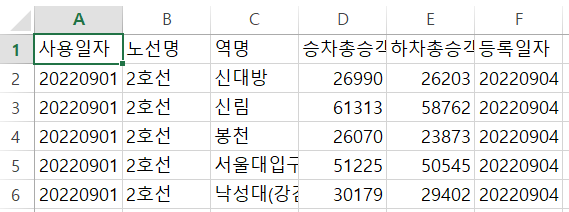 A B C D E F
1 사용일자 노선명 역명 승차총승객 하차총승객 등록일자
2 20220901 2호선 신대방 26990 26203 20220904
3 20220901 2호선 신림 61313 58762 20220904
4 20220901 2호선 봉천 26070 23873 20220904
5 20220901 2호선 서울대입구 51225 50545 20220904
6 20220901 2호선 낙성대(강감 30179 29402 20220904